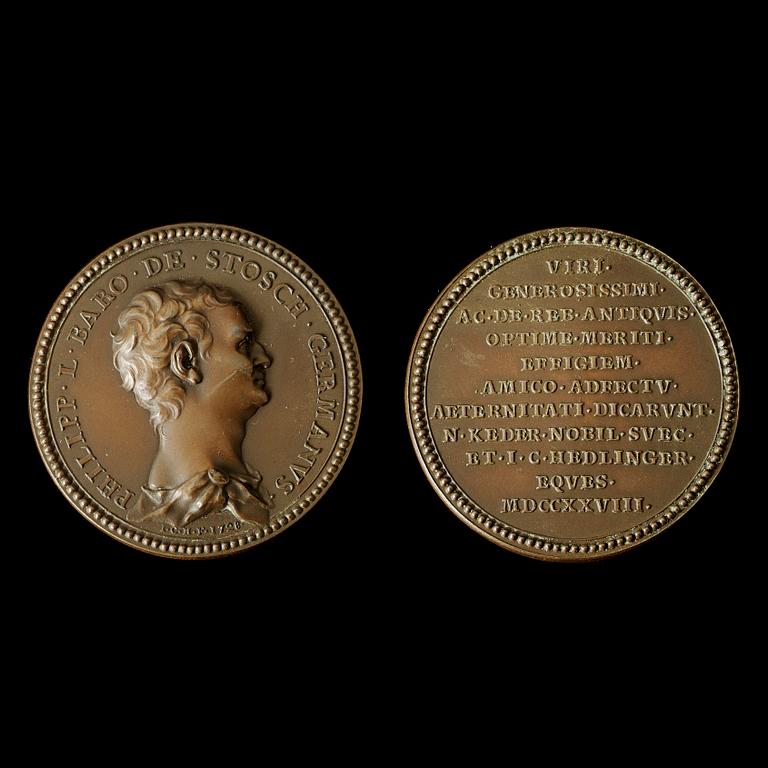 PHILIPP·L·BARO·DE·STOSCH·GERMANVS·
I.C.H.F.1728
VIRI·
GENEROSISSIMI·
AC·DE·REB·ANTIQVIS·
OPTIME·MERITI·
EFFIGIEM·
.AMICO·ADFECTV·
AETERNITATI·DICARVNT·
N·KEDER·NOBIL·SVEC·
ET·I·C·HEDLINGER·
EQVES·
MDCCXXVIII.